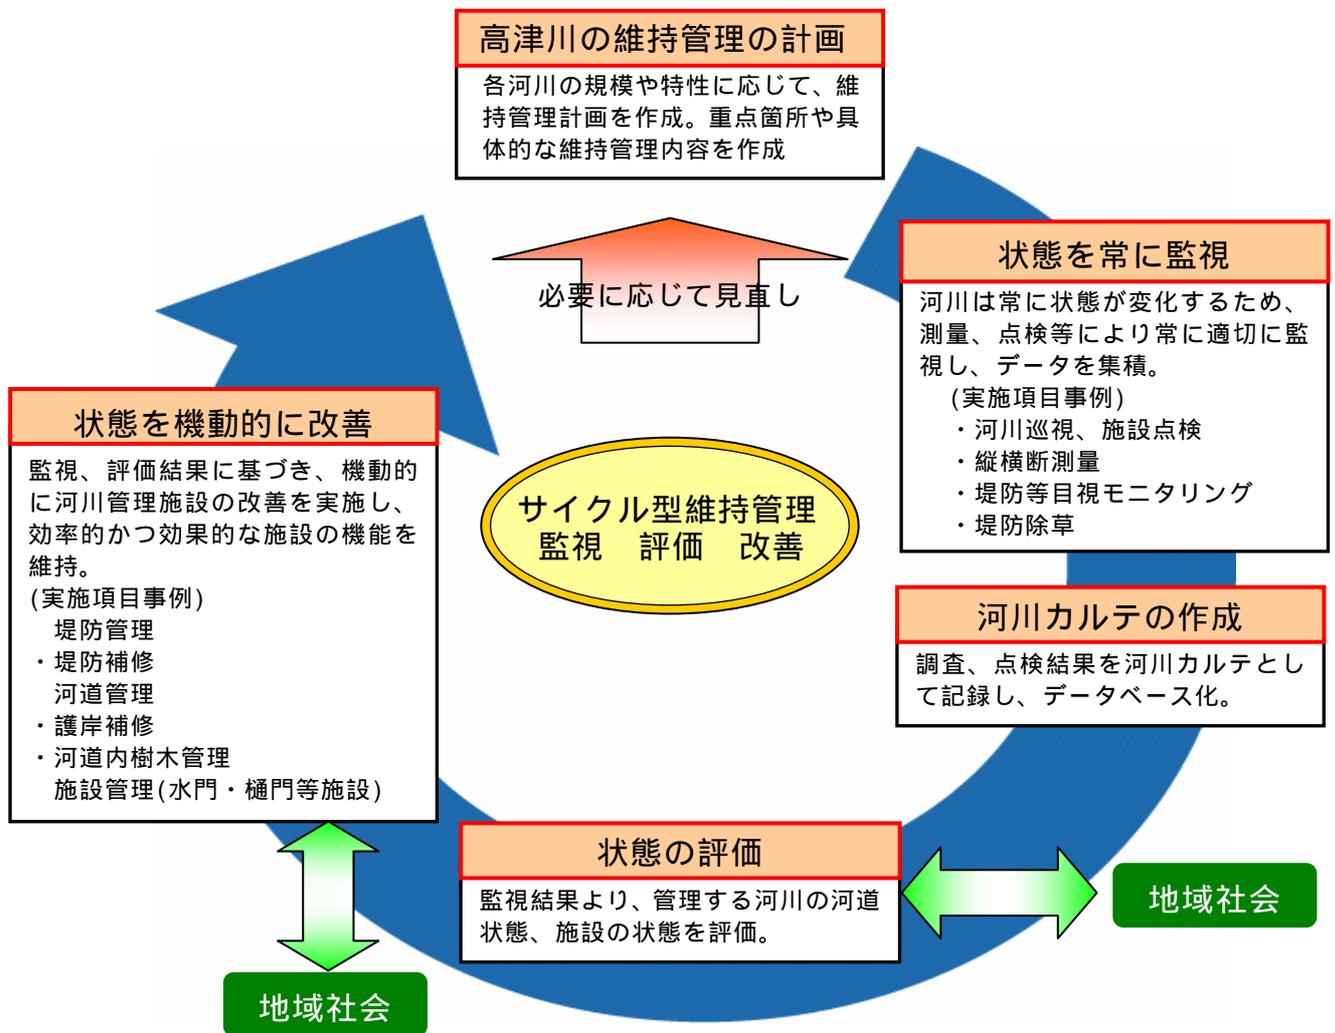 高津川の維持管理の計画
各河川の規模や特性に応じて、維
持管理計画を作成。重点箇所や具
体的な維持管理内容を作成
必要に応じて見直し
状態を常に監視
河川は常に状態が変化するため、
測量、点検等により常に適切に監
視し、データを集積。
(実施項目事例)
・河川巡視、施設点検
・縦横断測量
・堤防等目視モニタリング
・堤防除草
河川カルテの作成
調査、点検結果を河川カルテとし
て記録し、データベース化。
状態の評価
監視結果より、管理する河川の河道
状態、施設の状態を評価。
地域社会
状態を機動的に改善
監視、評価結果に基づき、機動的
に河川管理施設の改善を実施し、
効率的かつ効果的な施設の機能を
維持。
(実施項目事例)
堤防管理
・堤防補修
河道管理
・護岸補修
・河道内樹木管理
施設管理(水門・樋門等施設)
地域社会
サイクル型維持管理
監視　評価　改善